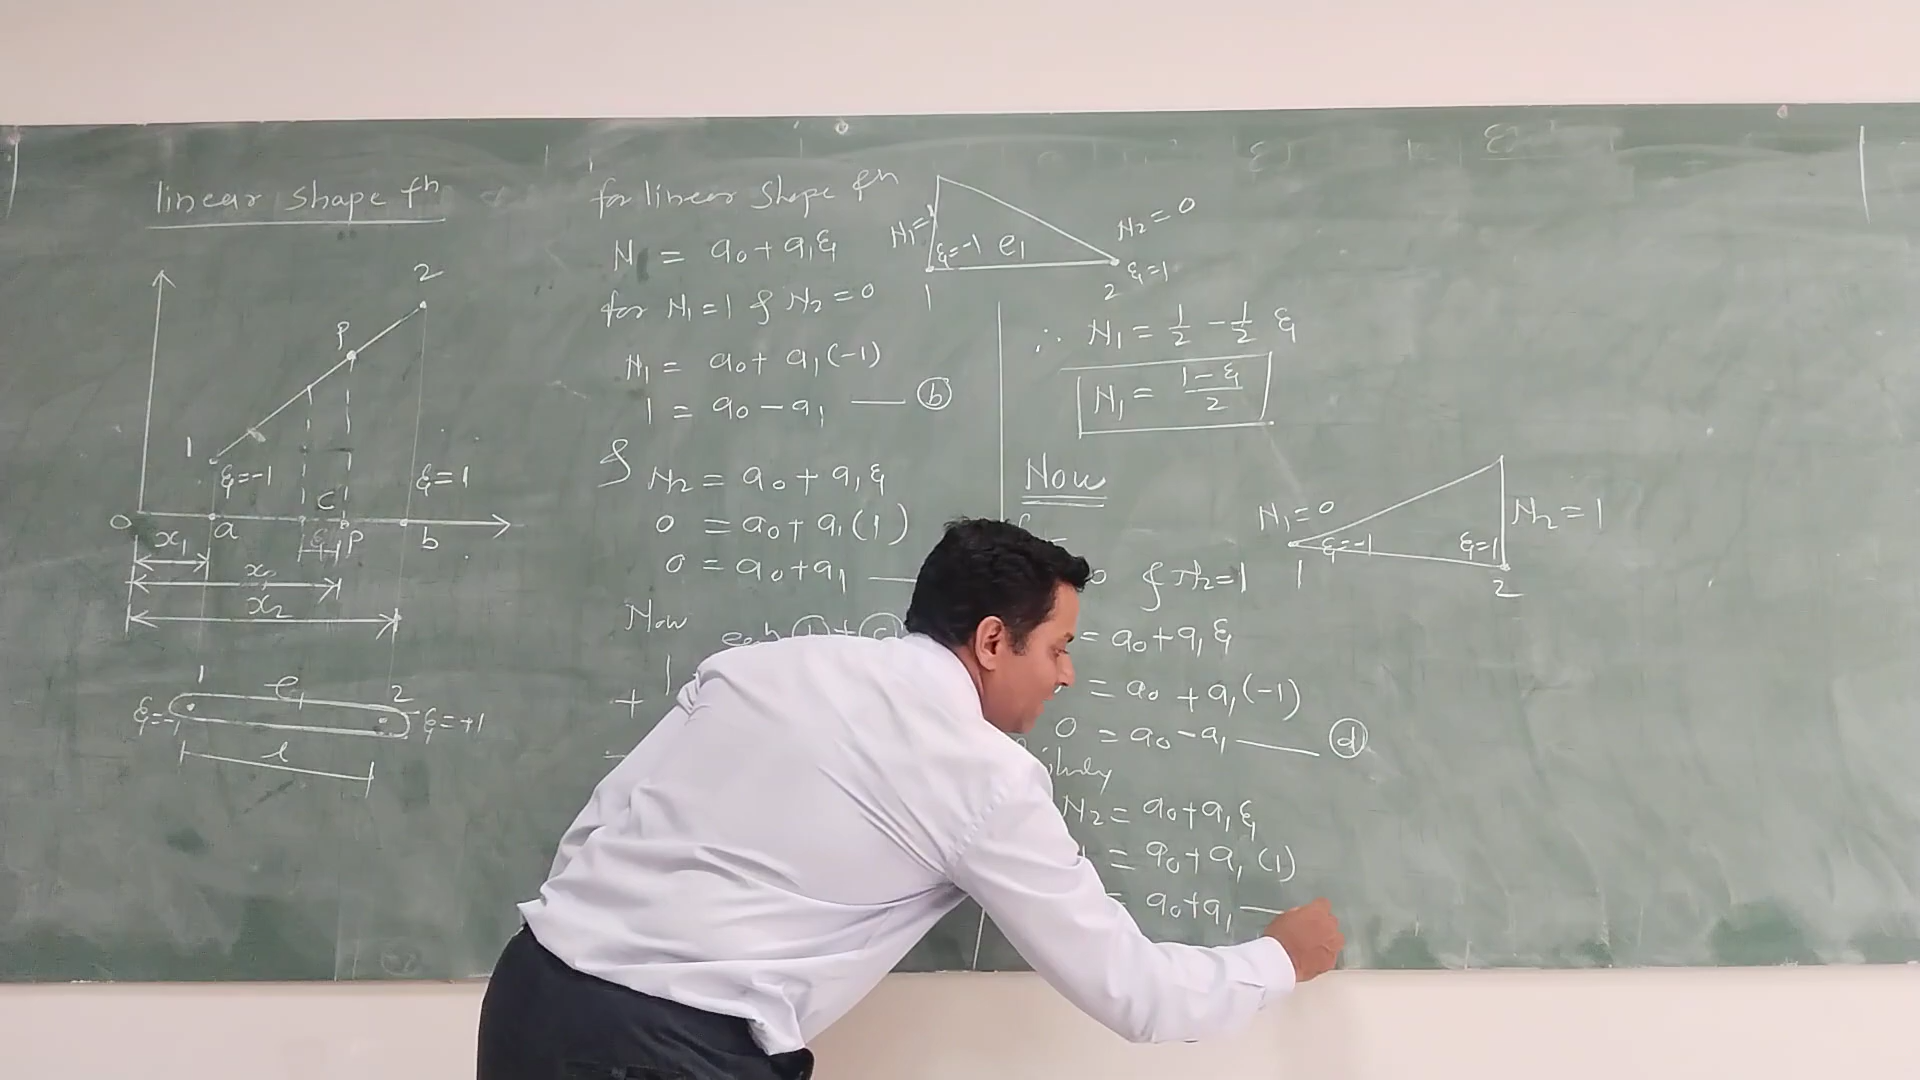 linear shape fn
2
P
1
ξ=-1
ξ=1
C
0
a
ξ
P
b
x₁
x₂
1
e₁
2
ξ=-1
ξ=+1
l
for linear shape fn
N = a₀ + a₁ξ
for N₁=1 & N₂=0
N₁ = a₀ + a₁(-1)
1 = a₀ - a₁ — (b)
& N₂ = a₀ + a₁ξ
0 = a₀ + a₁(1)
0 = a₀ + a₁ —
Now
+
N₁=1
ξ=-1
e₁
N₂=0
ξ=1
1
2
∴ N₁ = 1/2 - 1/2 ξ
N₁ = (1-ξ)/2
Now
& N₂=1
= a₀ + a₁ξ
= a₀ + a₁(-1)
0 = a₀ - a₁ — (d)
N₂ = a₀ + a₁ξ
= a₀ + a₁(1)
= a₀ + a₁ —
N₁=0
ξ=-1
ξ=1
N₂=1
1
2